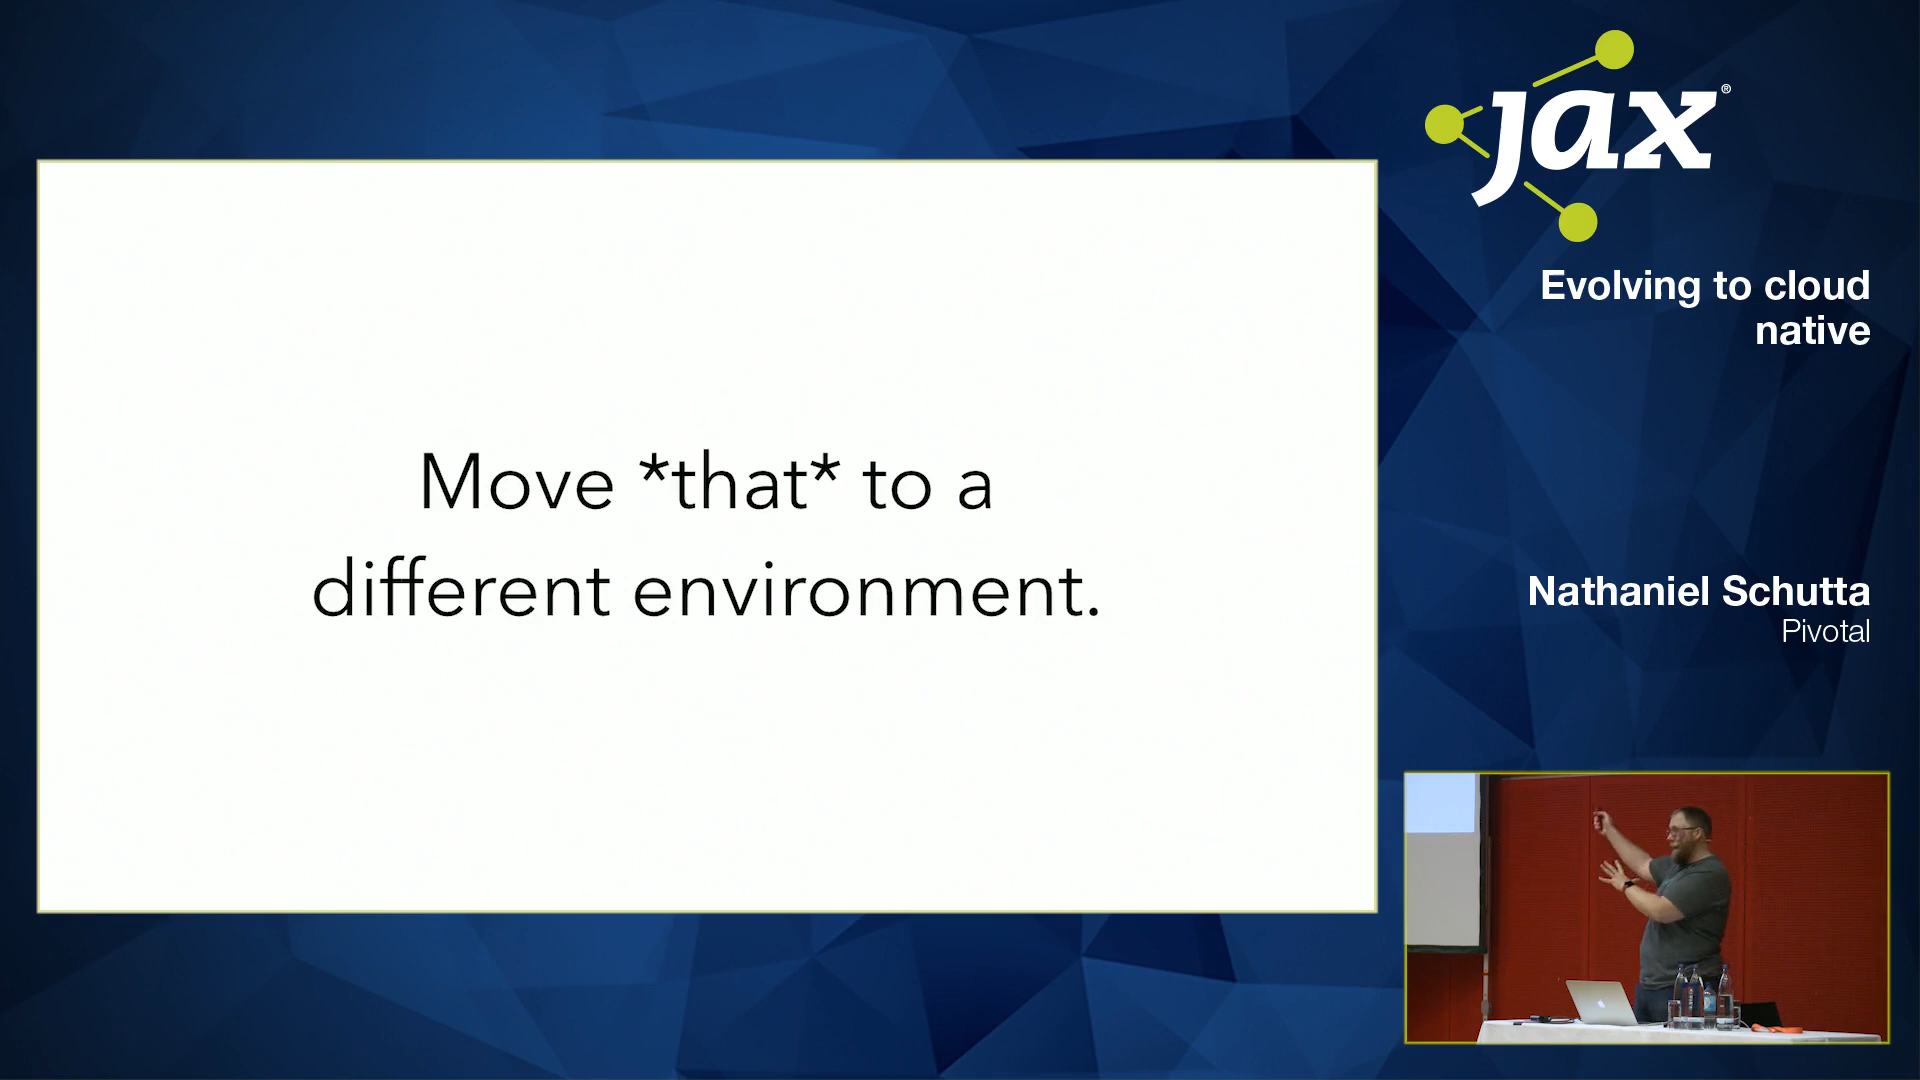 Move *that* to a
different environment.
jax®
Evolving to cloud
native
Nathaniel Schutta
Pivotal